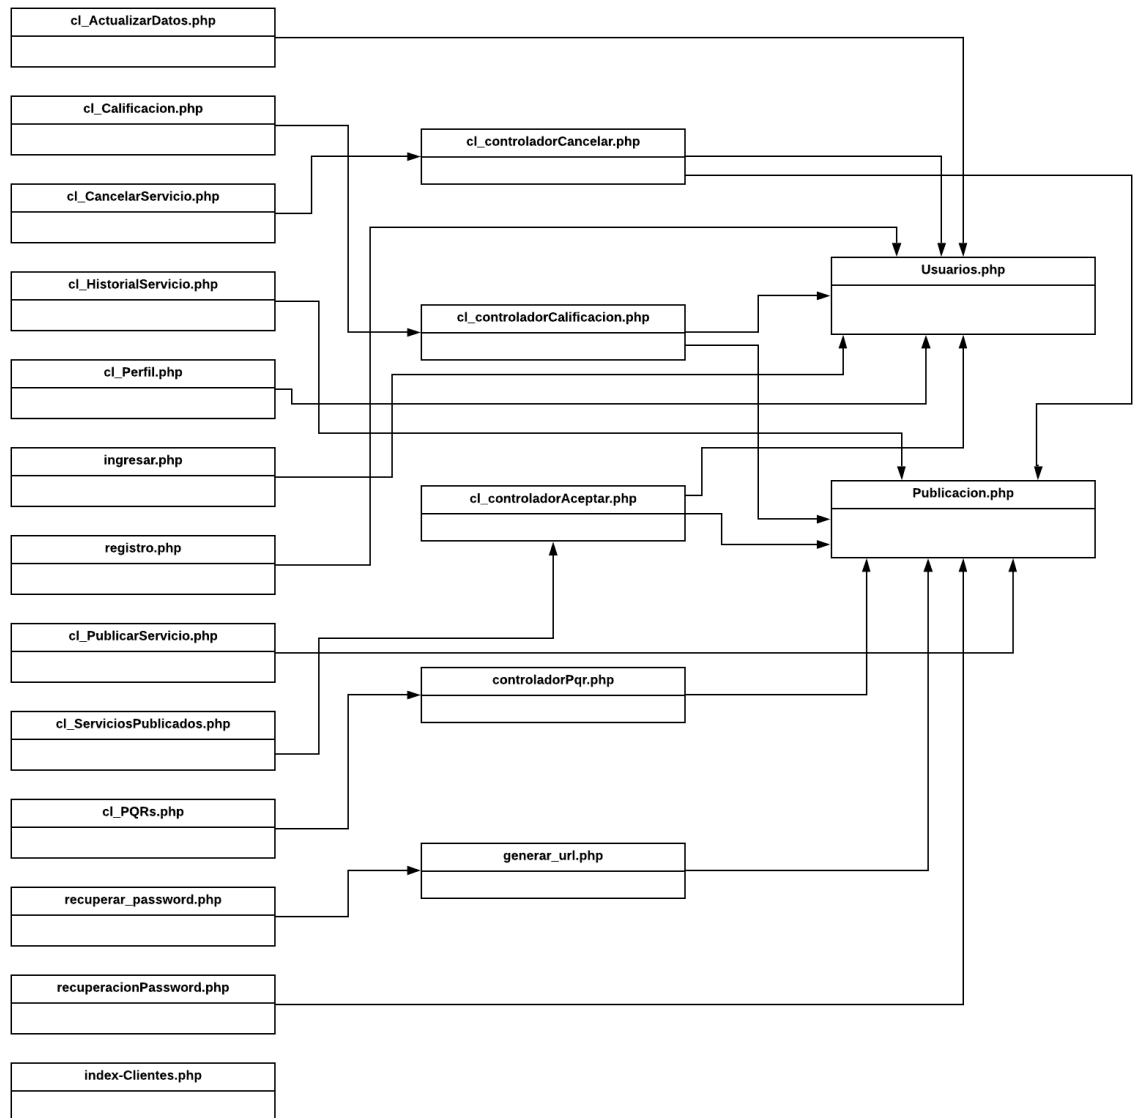 cl_ActualizarDatos.php
cl_Calificacion.php
cl_CancelarServicio.php
cl_HistorialServicio.php
cl_Perfil.php
ingresar.php
registro.php
cl_PublicarServicio.php
cl_ServiciosPublicados.php
cl_PQRs.php
recuperar_password.php
recuperacionPassword.php
index-Clientes.php
cl_controladorCancelar.php
cl_controladorCalificacion.php
cl_controladorAceptar.php
controladorPqr.php
generar_url.php
Usuarios.php
Publicacion.php